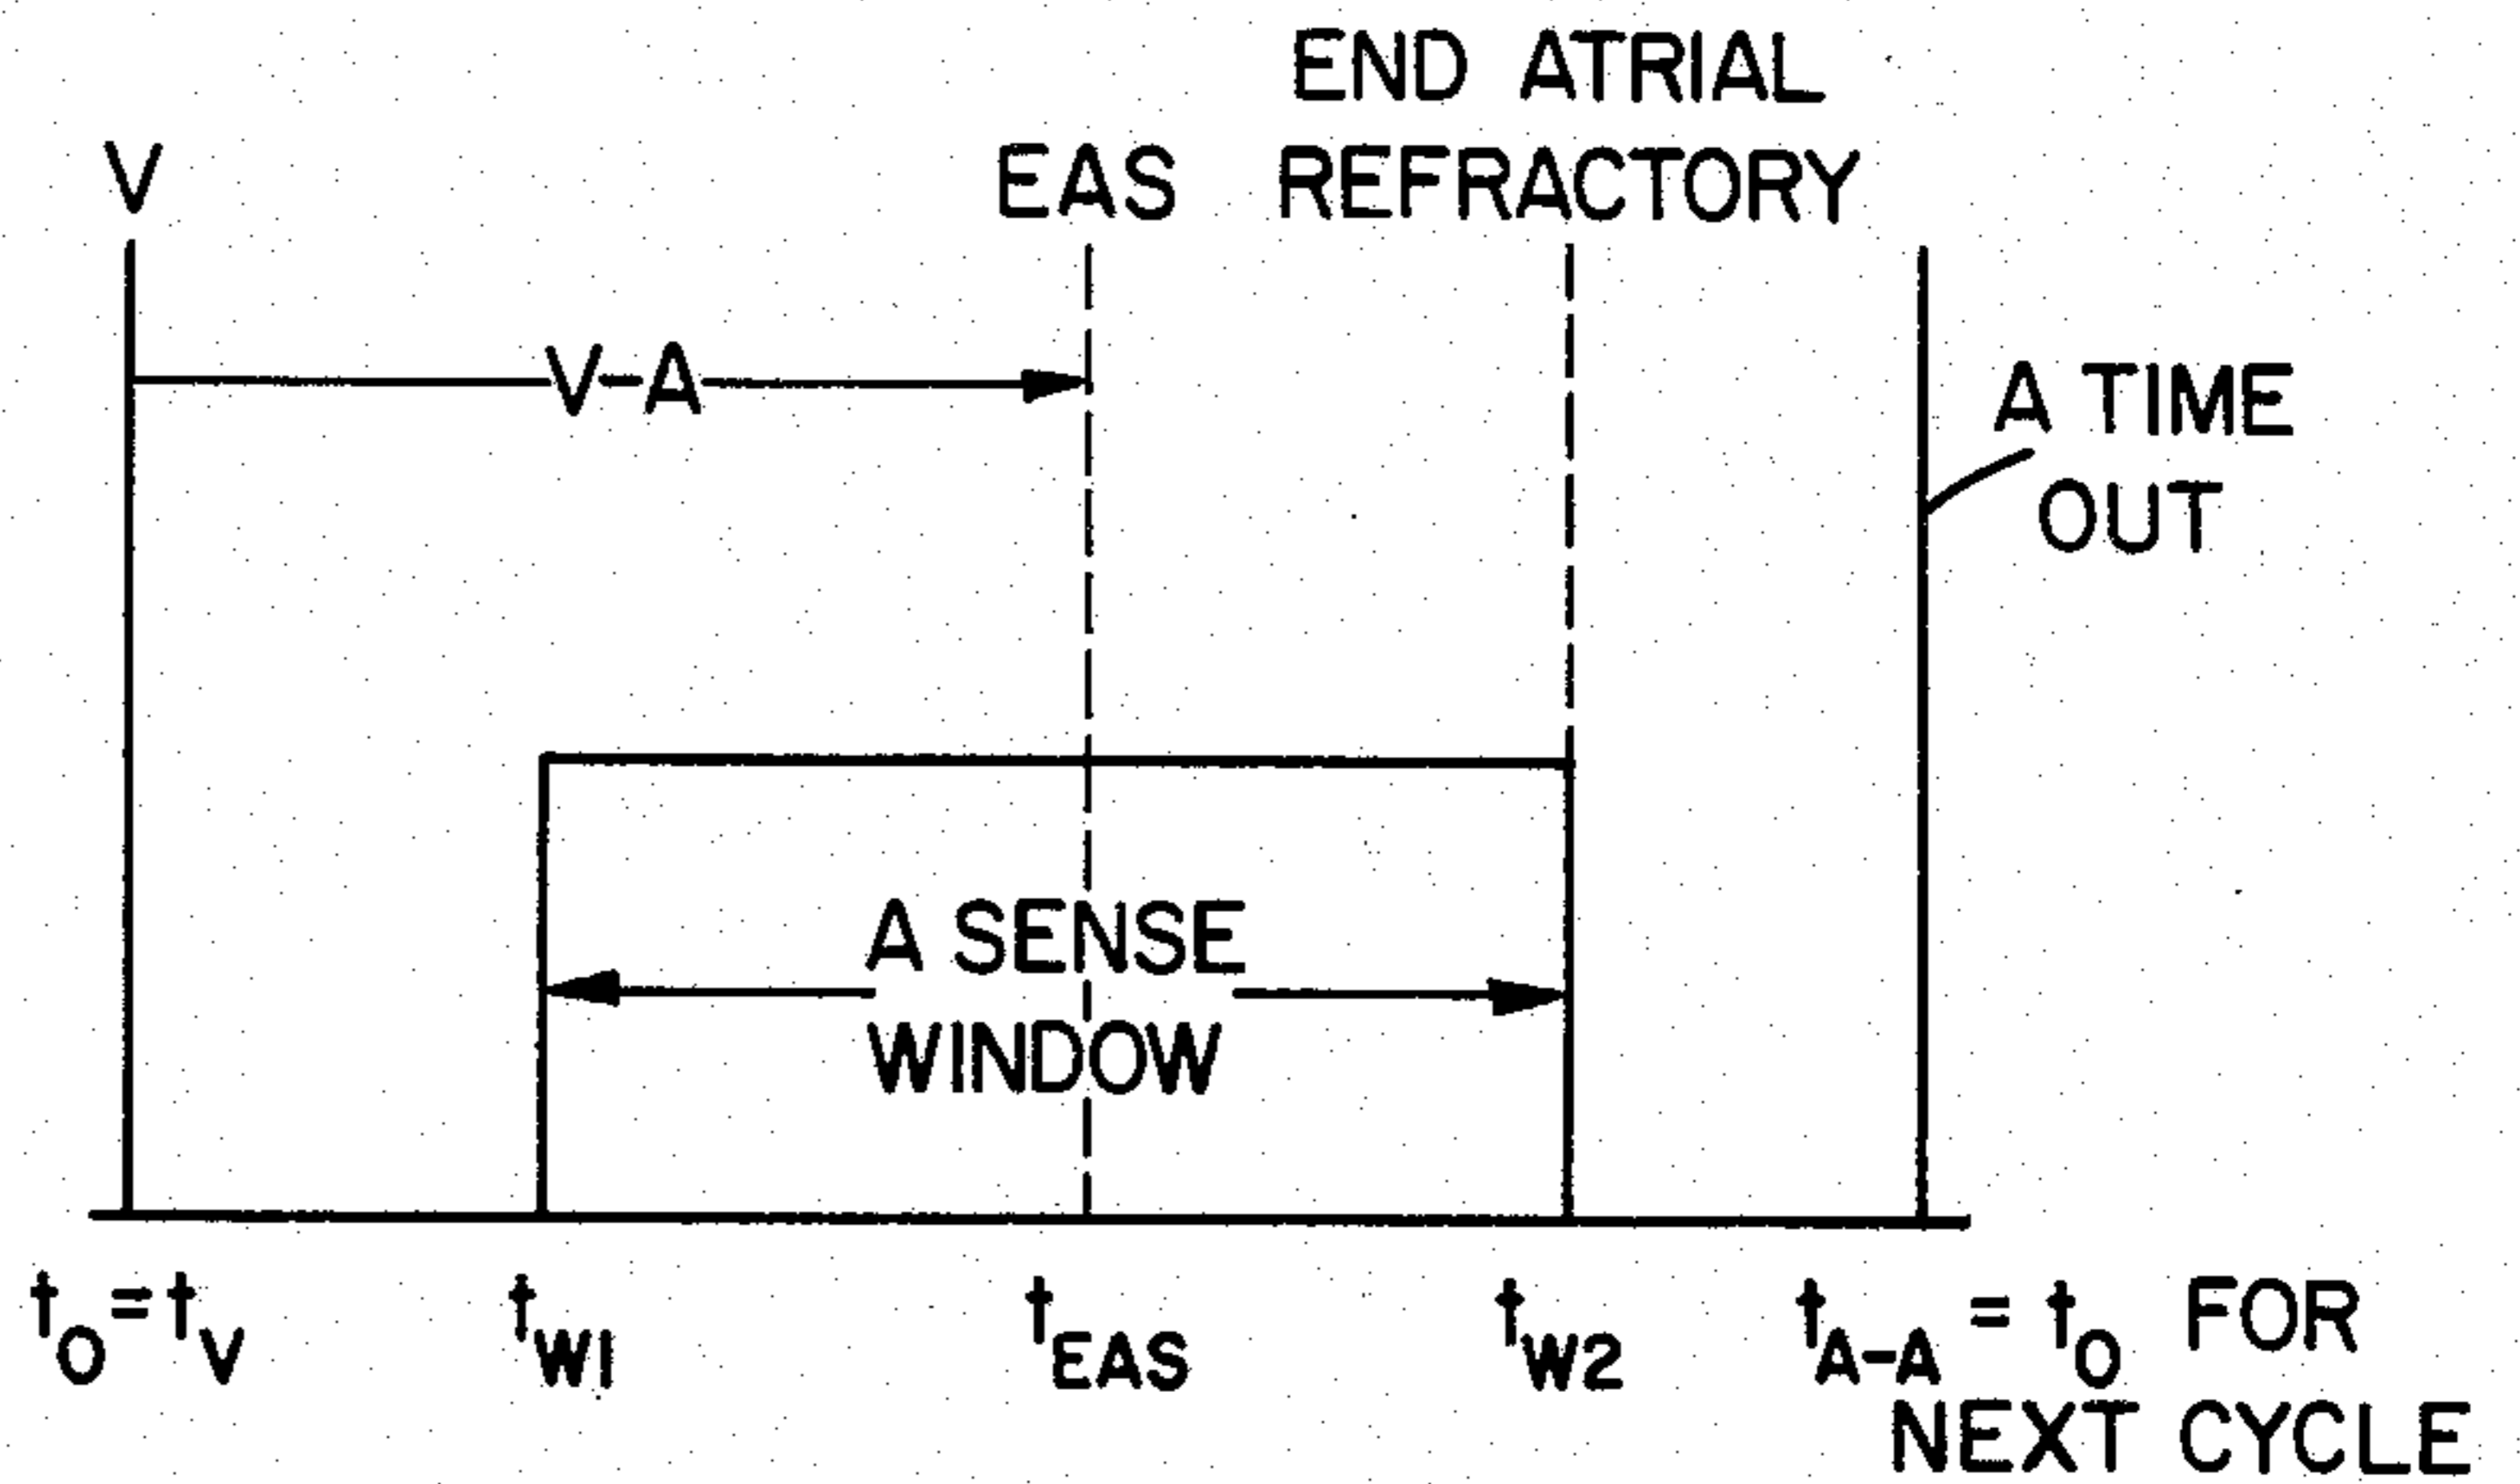 END ATRIAL
V EAS REFRACTORY
V-A
A TIME
OUT
A SENSE
WINDOW
t0=tV tW1 tEAS tW2 tA-A = t0 FOR
NEXT CYCLE